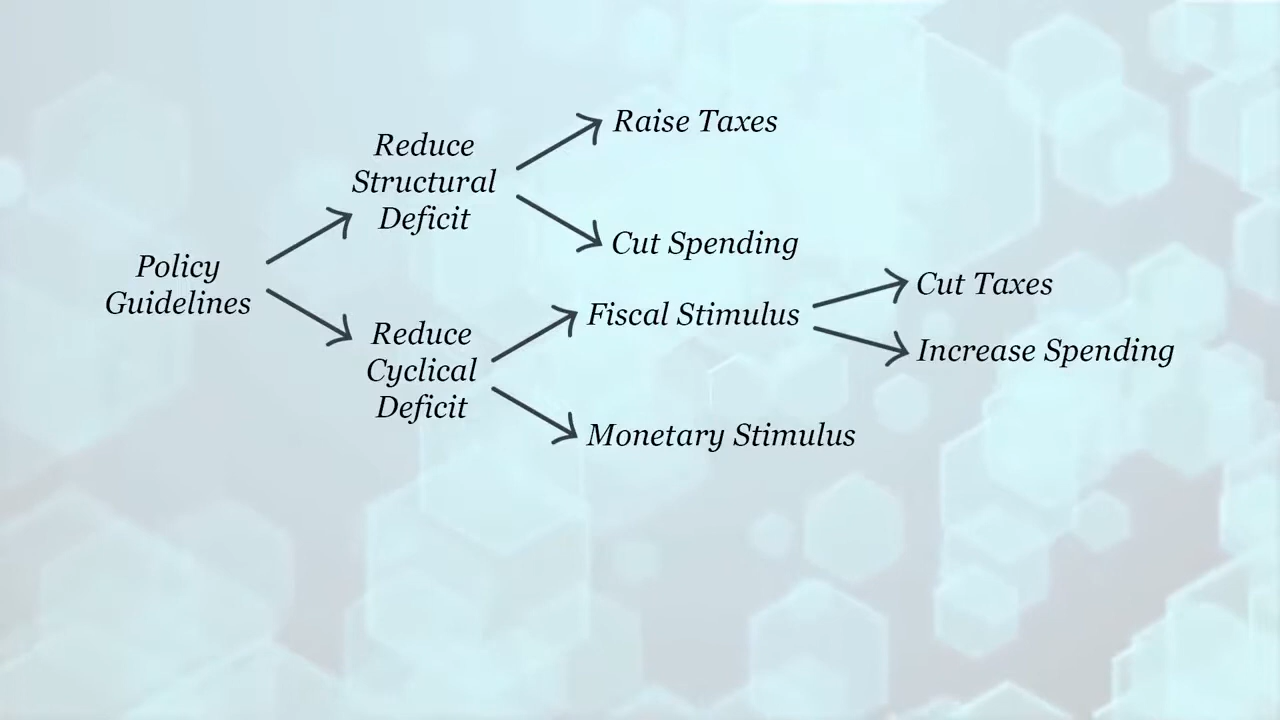 Raise Taxes
Reduce
Structural
Deficit
Cut Spending
Policy
Guidelines
Cut Taxes
Fiscal Stimulus
Increase Spending
Reduce
Cyclical
Deficit
Monetary Stimulus